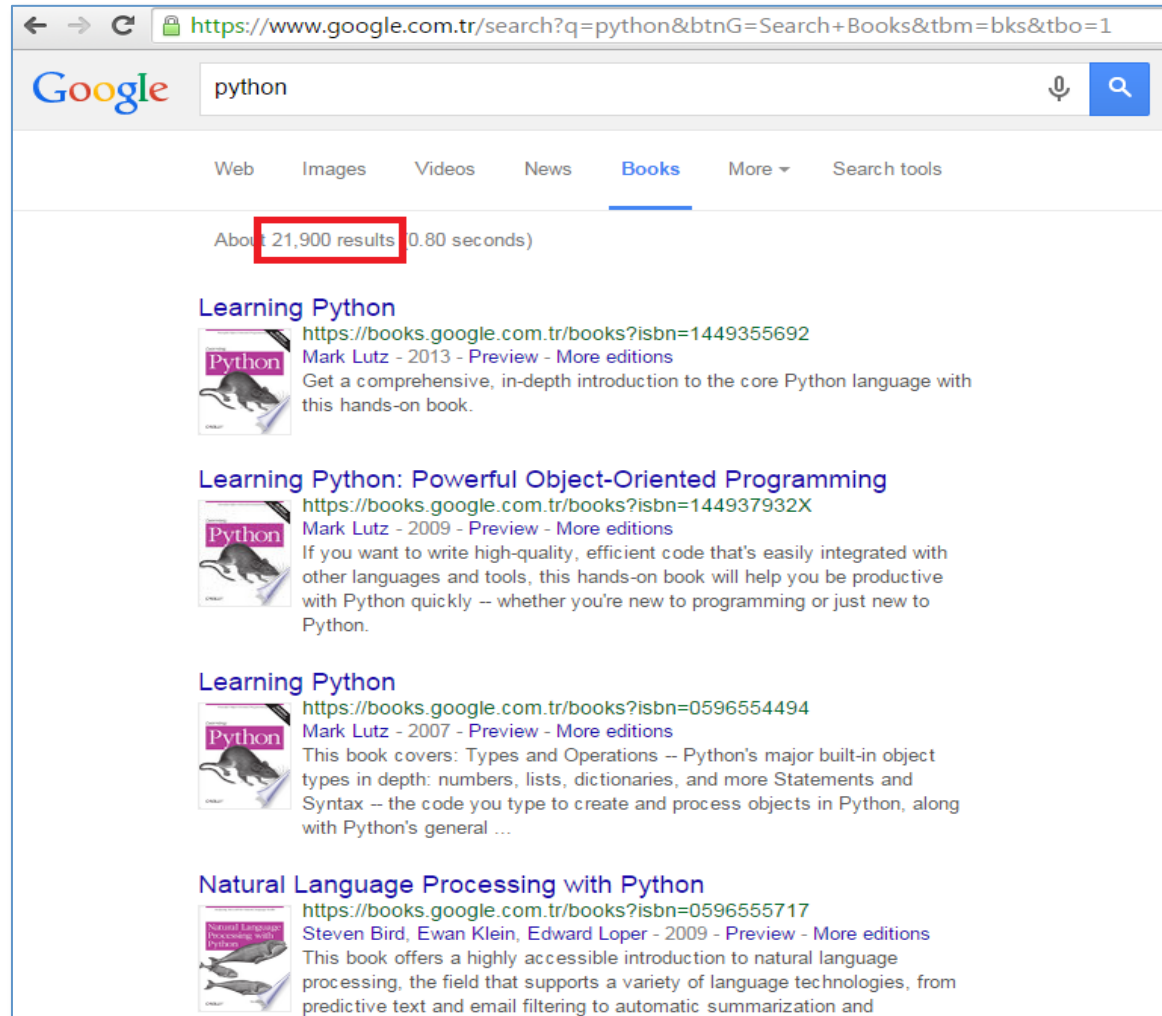 https://www.google.com.tr/search?q=python&btnG=Search+Books&tbm=bks&tbo=1
Google python
Web Images Videos News Books More Search tools
About 21,900 results (0.80 seconds)
Learning Python
Python
https://books.google.com.tr/books?isbn=1449355692
Mark Lutz - 2013 - Preview - More editions
Get a comprehensive, in-depth introduction to the core Python language with
this hands-on book.
Learning Python: Powerful Object-Oriented Programming
Python
https://books.google.com.tr/books?isbn=144937932X
Mark Lutz - 2009 - Preview - More editions
If you want to write high-quality, efficient code that's easily integrated with
other languages and tools, this hands-on book will help you be productive
with Python quickly -- whether you're new to programming or just new to
Python.
Learning Python
Python
https://books.google.com.tr/books?isbn=0596554494
Mark Lutz - 2007 - Preview - More editions
This book covers: Types and Operations -- Python's major built-in object
types in depth: numbers, lists, dictionaries, and more Statements and
Syntax -- the code you type to create and process objects in Python, along
with Python's general ...
Natural Language Processing with Python
Natural Language
Processing with
Python
https://books.google.com.tr/books?isbn=0596555717
Steven Bird, Ewan Klein, Edward Loper - 2009 - Preview - More editions
This book offers a highly accessible introduction to natural language
processing, the field that supports a variety of language technologies, from
predictive text and email filtering to automatic summarization and